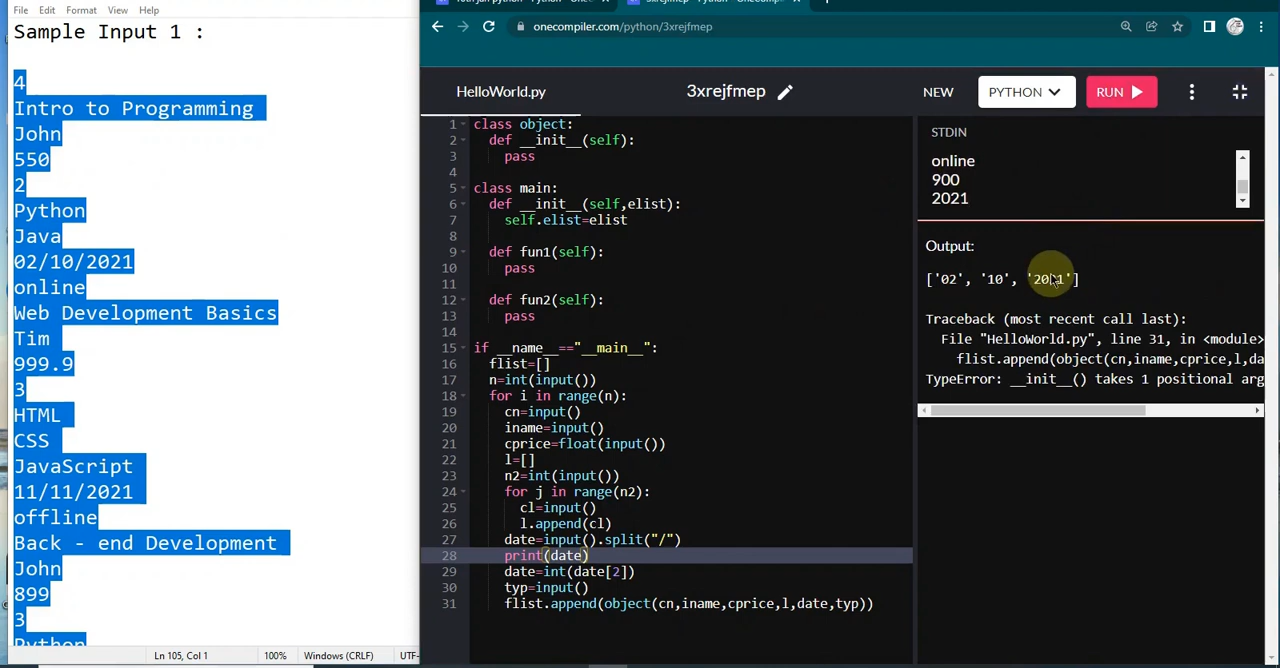 File Edit Format View Help
Sample Input 1 :
4
Intro to Programming
John
550
2
Python
Java
02/10/2021
online
Web Development Basics
Tim
999.9
3
HTML
CSS
JavaScript
11/11/2021
offline
Back - end Development
John
899
3
Python
Ln 105, Col 1 100% Windows (CRLF) UTF-
onecompiler.com/python/3xrejfmep
HelloWorld.py 3xrejfmep NEW PYTHON RUN
1 class object:
2 def __init__(self):
3 pass
4
5 class main:
6 def __init__(self,elist):
7 self.elist=elist
8
9 def fun1(self):
10 pass
11
12 def fun2(self):
13 pass
14
15 if __name__=="__main__":
16 flist=[]
17 n=int(input())
18 for i in range(n):
19 cn=input()
20 iname=input()
21 cprice=float(input())
22 l=[]
23 n2=int(input())
24 for j in range(n2):
25 cl=input()
26 l.append(cl)
27 date=input().split("/")
28 print(date)
29 date=int(date[2])
30 typ=input()
31 flist.append(object(cn,iname,cprice,l,date,typ))
STDIN
online
900
2021
Output:
['02', '10', '2021']
Traceback (most recent call last):
File "HelloWorld.py", line 31, in <module>
flist.append(object(cn,iname,cprice,l,da
TypeError: __init__() takes 1 positional arg